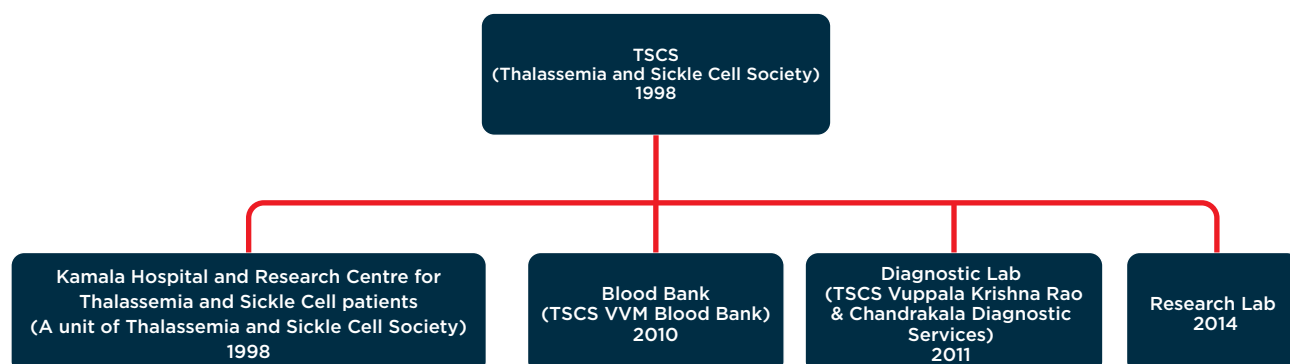 TSCS
(Thalassemia and Sickle Cell Society)
1998
Kamala Hospital and Research Centre for
Thalassemia and Sickle Cell patients
(A unit of Thalassemia and Sickle Cell Society)
1998
Blood Bank
(TSCS VVM Blood Bank)
2010
Diagnostic Lab
(TSCS Vuppala Krishna Rao
& Chandrakala Diagnostic
Services)
2011
Research Lab
2014